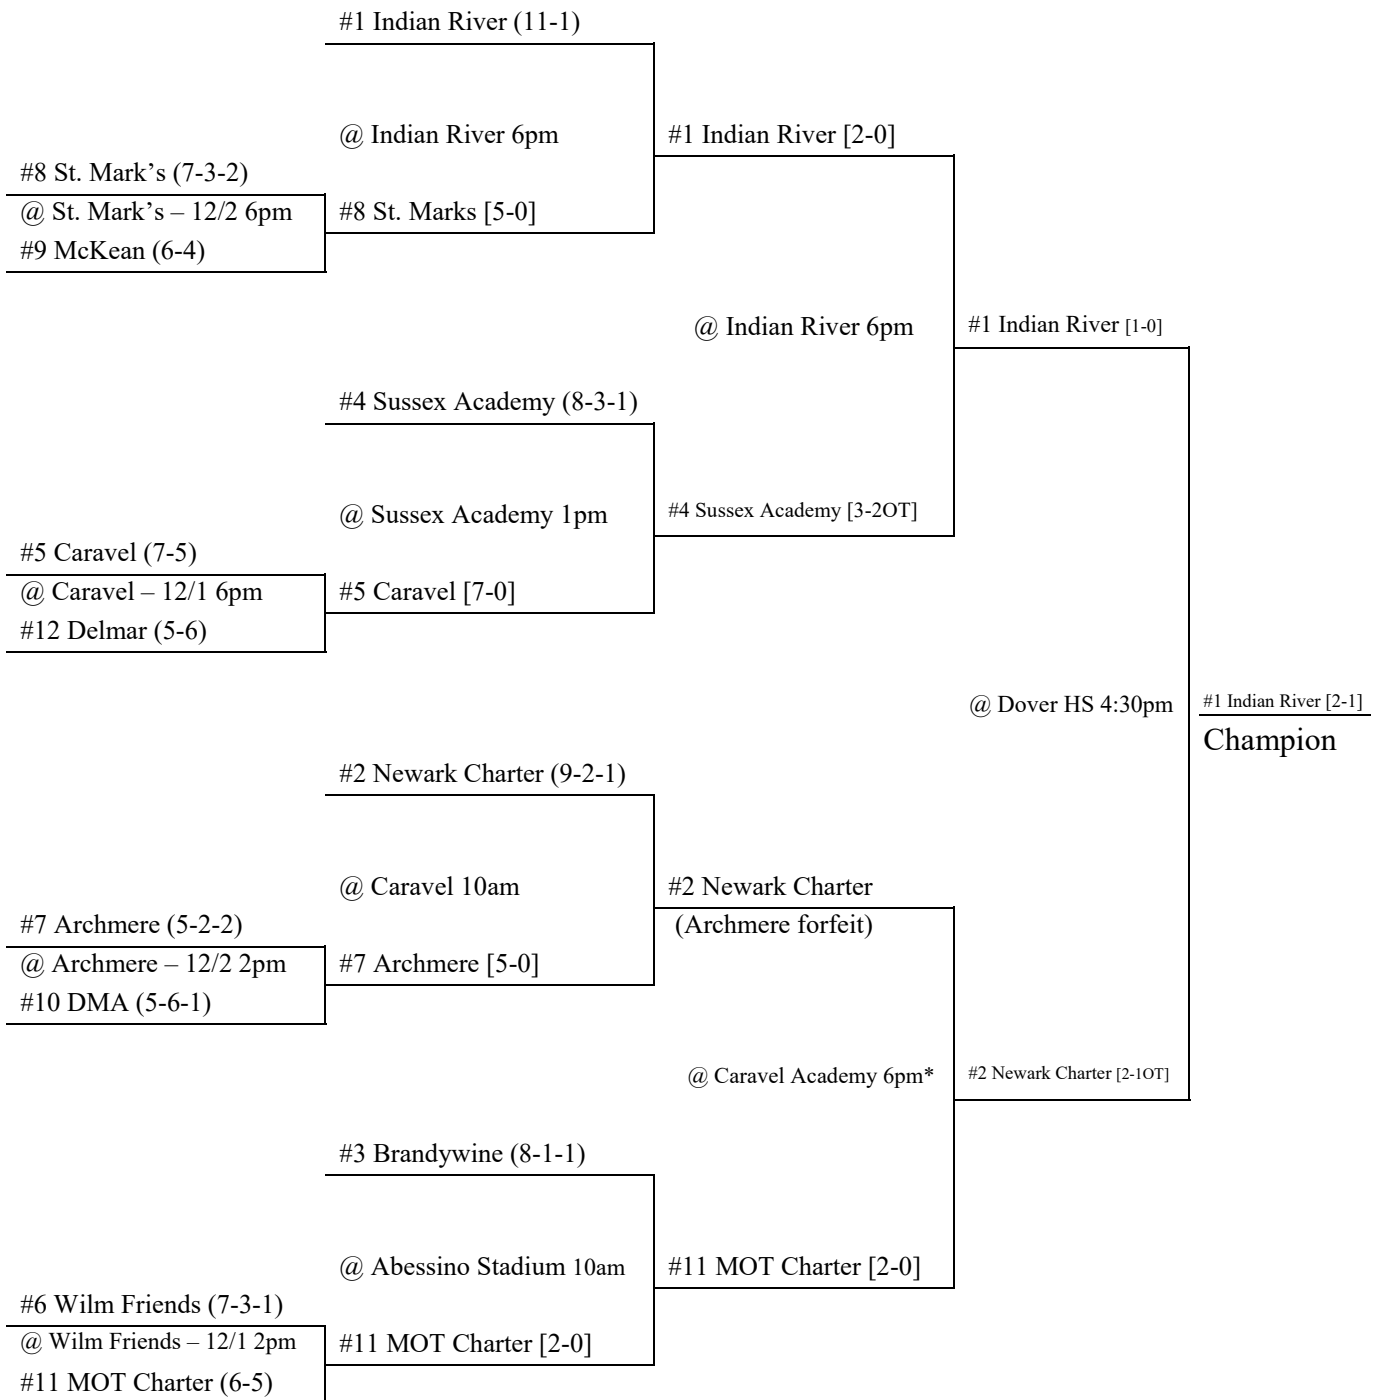 #1 Indian River (11-1)
@ Indian River 6pm
#1 Indian River [2-0]
#8 St. Mark’s (7-3-2)
@ St. Mark’s – 12/2 6pm
#8 St. Marks [5-0]
#9 McKean (6-4)
@ Indian River 6pm
#1 Indian River [1-0]
#4 Sussex Academy (8-3-1)
@ Sussex Academy 1pm
#4 Sussex Academy [3-2OT]
#5 Caravel (7-5)
@ Caravel – 12/1 6pm
#5 Caravel [7-0]
#12 Delmar (5-6)
@ Dover HS 4:30pm
#1 Indian River [2-1]
Champion
#2 Newark Charter (9-2-1)
@ Caravel 10am
#2 Newark Charter
(Archmere forfeit)
#7 Archmere (5-2-2)
@ Archmere – 12/2 2pm
#7 Archmere [5-0]
#10 DMA (5-6-1)
@ Caravel Academy 6pm*
#2 Newark Charter [2-1OT]
#3 Brandywine (8-1-1)
@ Abessino Stadium 10am
#11 MOT Charter [2-0]
#6 Wilm Friends (7-3-1)
@ Wilm Friends – 12/1 2pm
#11 MOT Charter [2-0]
#11 MOT Charter (6-5)